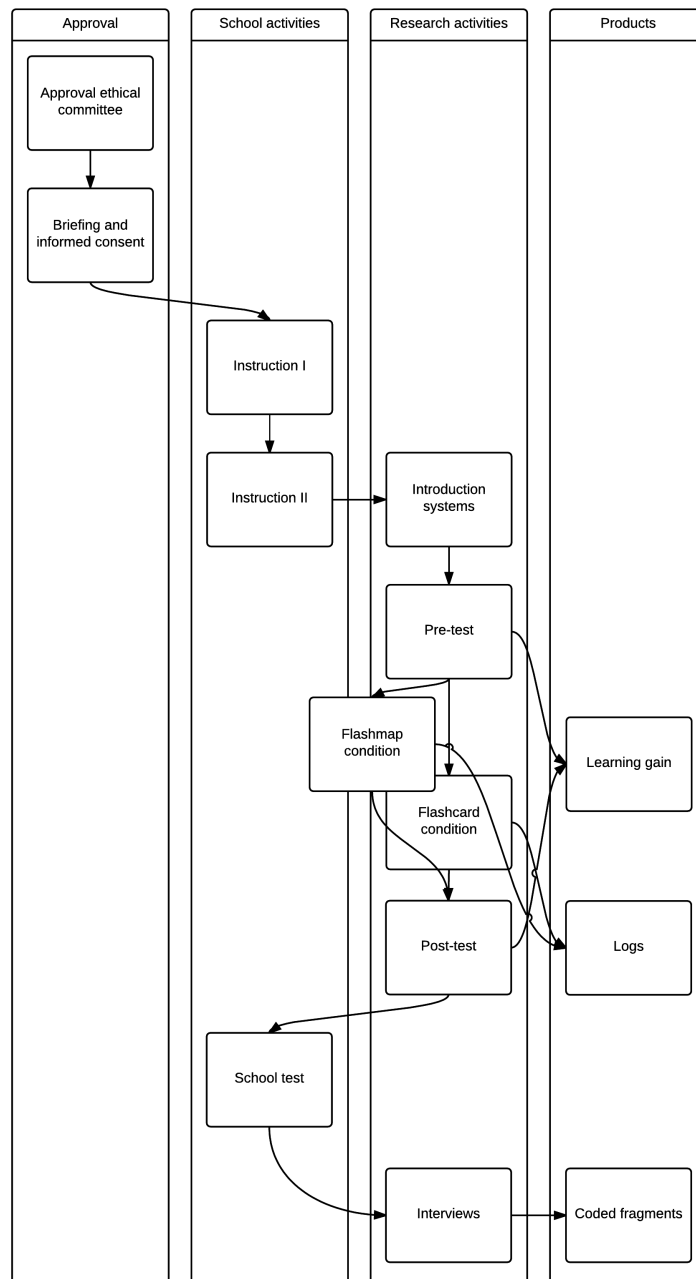 Approval
School activities
Research activities
Products
Approval ethical
committee
Briefing and
informed consent
Instruction I
Instruction II
Introduction
systems
Pre-test
Flashmap
condition
Learning gain
Flashcard
condition
Post-test
Logs
School test
Interviews
Coded fragments